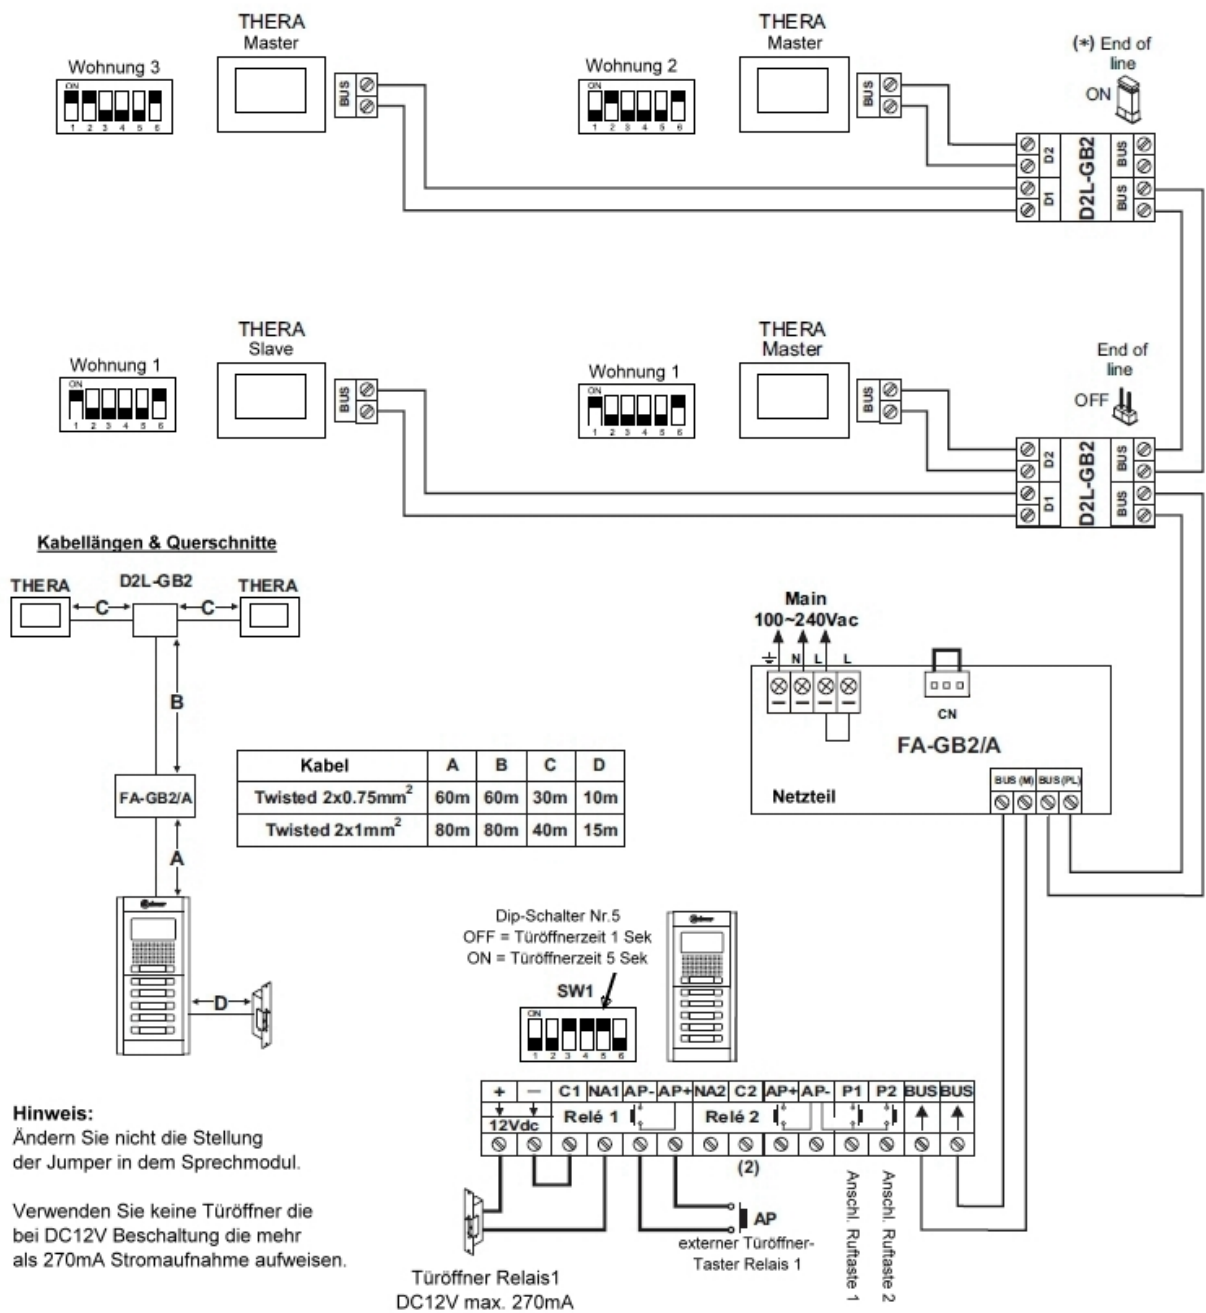 THERA
Master
Wohnung 3
ON
1 2 3 4 5 6
BUS
THERA
Master
Wohnung 2
ON
1 2 3 4 5 6
BUS
(*) End of
line
ON
D2
D1
D2L-GB2
BUS
BUS
THERA
Slave
Wohnung 1
ON
1 2 3 4 5 6
BUS
THERA
Master
Wohnung 1
ON
1 2 3 4 5 6
BUS
End of
line
OFF
D2
D1
D2L-GB2
BUS
BUS
Kabellängen & Querschnitte
THERA
D2L-GB2
THERA
C
C
B
FA-GB2/A
A
D
Kabel A B C D
Twisted 2x0.75mm² 60m 60m 30m 10m
Twisted 2x1mm² 80m 80m 40m 15m
Main
100~240Vac
N L L
CN
FA-GB2/A
Netzteil
BUS (M) BUS (PL)
Dip-Schalter Nr.5
OFF = Türöffnerzeit 1 Sek
ON = Türöffnerzeit 5 Sek
SW1
ON
1 2 3 4 5 6
+ — C1 NA1 AP- AP+ NA2 C2 AP+ AP- P1 P2 BUS BUS
12Vdc
Relé 1
Relé 2
(2)
AP
externer Türöffner-
Taster Relais 1
Anschl. Ruftaste 1
Anschl. Ruftaste 2
Türöffner Relais1
DC12V max. 270mA
Hinweis:
Ändern Sie nicht die Stellung
der Jumper in dem Sprechmodul.
Verwenden Sie keine Türöffner die
bei DC12V Beschaltung die mehr
als 270mA Stromaufnahme aufweisen.